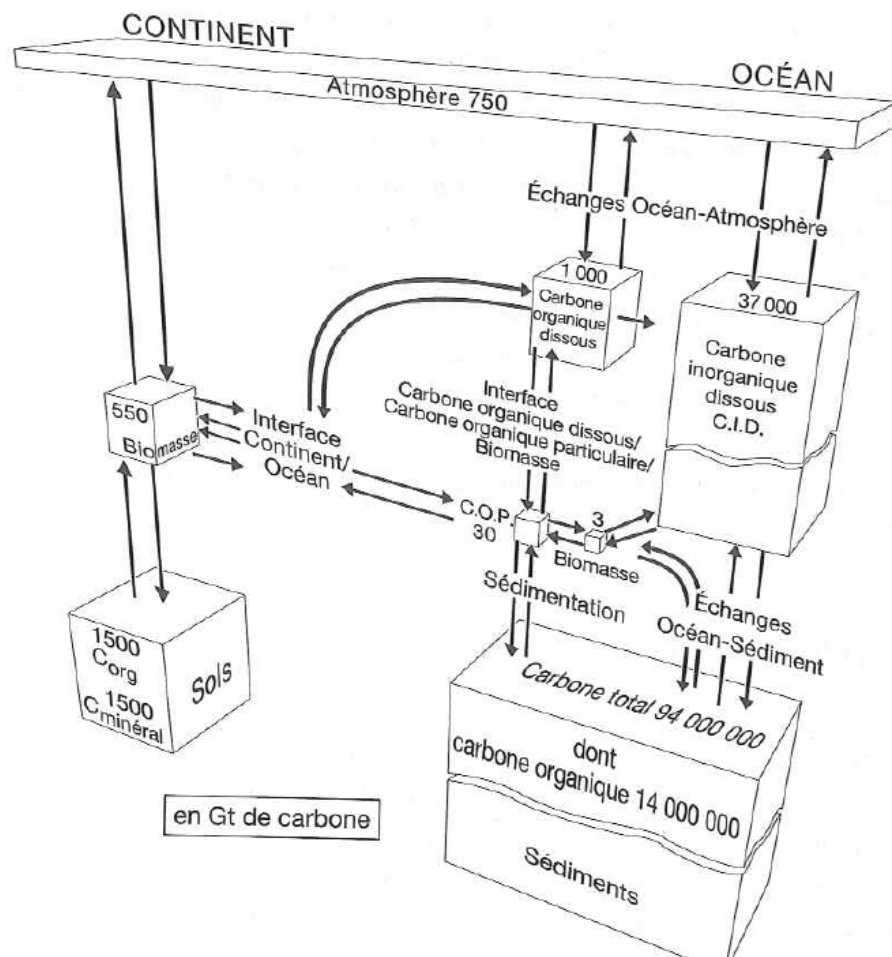 CONTINENT
OCÉAN
Atmosphère 750
Échanges Océan-Atmosphère
1 000
Carbone
organique
dissous
37 000
Carbone
inorganique
dissous
C.I.D.
550
Biomasse
Interface
Continent/
Océan
Interface
Carbone organique dissous/
Carbone organique particulaire/
Biomasse
C.O.P.
30
3
Biomasse
Sédimentation
Échanges
Océan-Sédiment
1500
Corg
1500
Cminéral
Sols
Carbone total 94 000 000
dont
carbone organique 14 000 000
Sédiments
en Gt de carbone